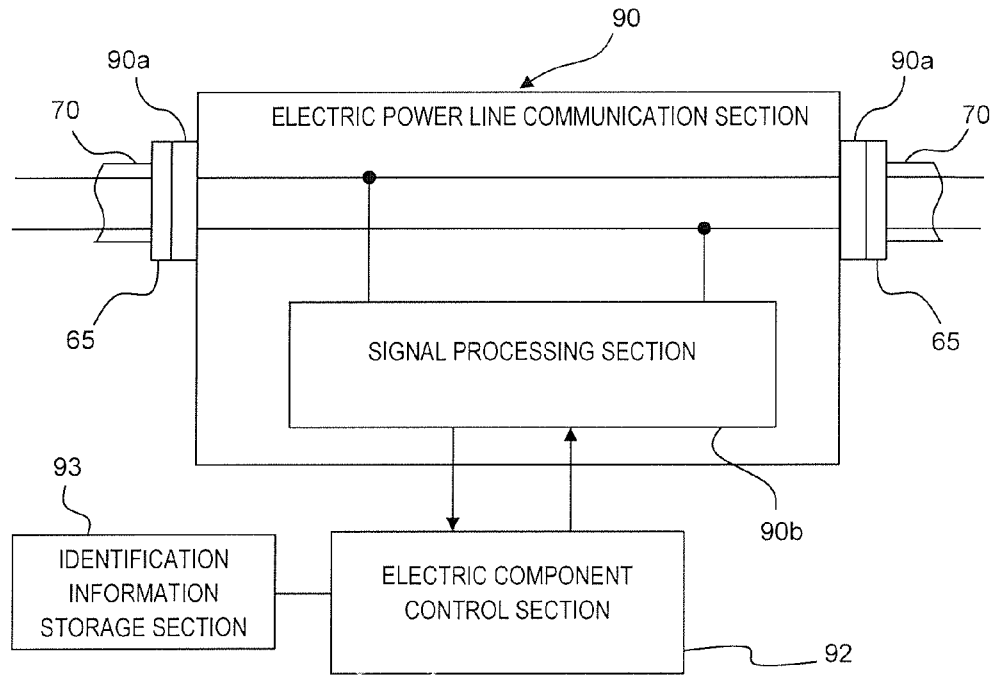 90
90a
90a
70
70
ELECTRIC POWER LINE COMMUNICATION SECTION
65
65
SIGNAL PROCESSING SECTION
93
90b
IDENTIFICATION
INFORMATION
STORAGE SECTION
ELECTRIC COMPONENT
CONTROL SECTION
92